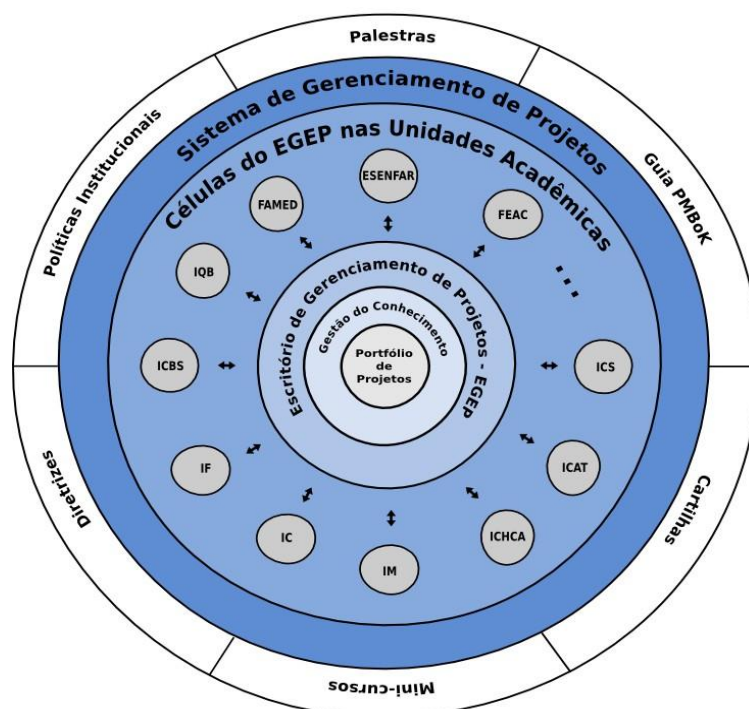 Palestras
Políticas Institucionais
Guia PMBoK
Sistema de Gerenciamento de Projetos
Células do EGEP nas Unidades Acadêmicas
ESENFAR
FAMED
FEAC
IQB
...
Escritório de Gerenciamento de Projetos - EGEP
Gestão do Conhecimento
Portfólio
de
Projetos
ICBS
ICS
IF
ICAT
IC
ICHCA
IM
Diretrizes
Cartilhas
Mini-cursos